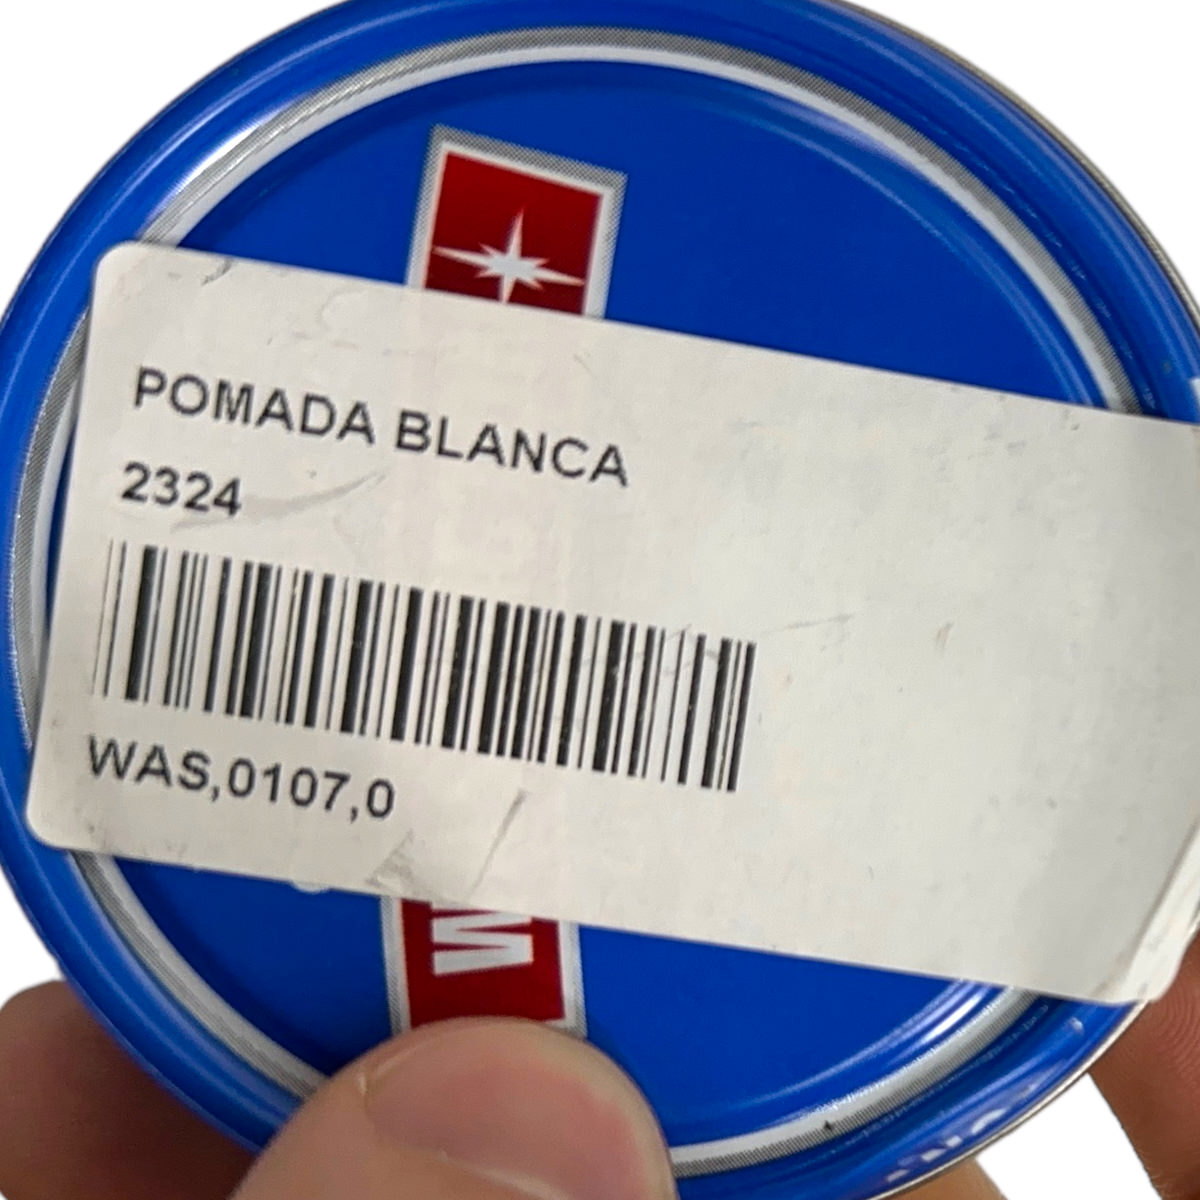 POMADA BLANCA
2324
WAS,0107,0